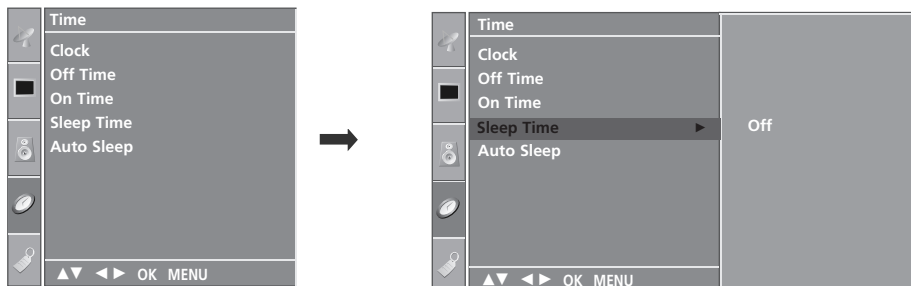 Time
Clock
Off Time
On Time
Sleep Time
Auto Sleep
▲▼ ◄► OK MENU
Time
Clock
Off Time
On Time
Sleep Time ► Off
Auto Sleep
▲▼ ◄► OK MENU